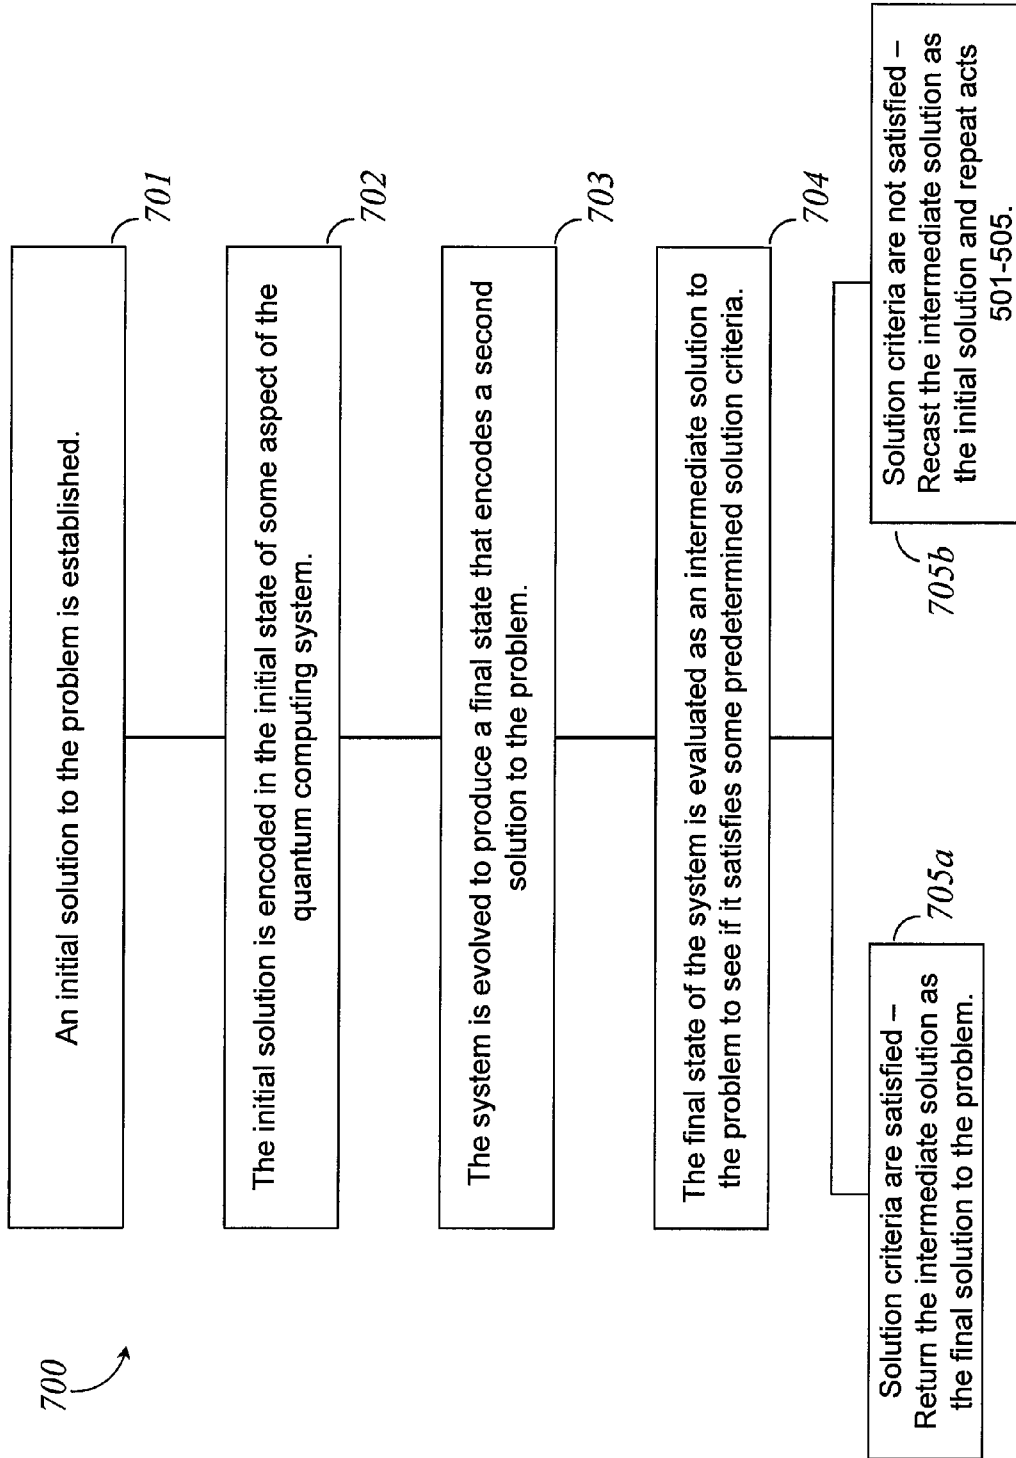 700
An initial solution to the problem is established.
701
The initial solution is encoded in the initial state of some aspect of the
quantum computing system.
702
The system is evolved to produce a final state that encodes a second
solution to the problem.
703
The final state of the system is evaluated as an intermediate solution to
the problem to see if it satisfies some predetermined solution criteria.
704
Solution criteria are satisfied –
Return the intermediate solution as
the final solution to the problem.
705a
Solution criteria are not satisfied –
Recast the intermediate solution as
the initial solution and repeat acts
501-505.
705b